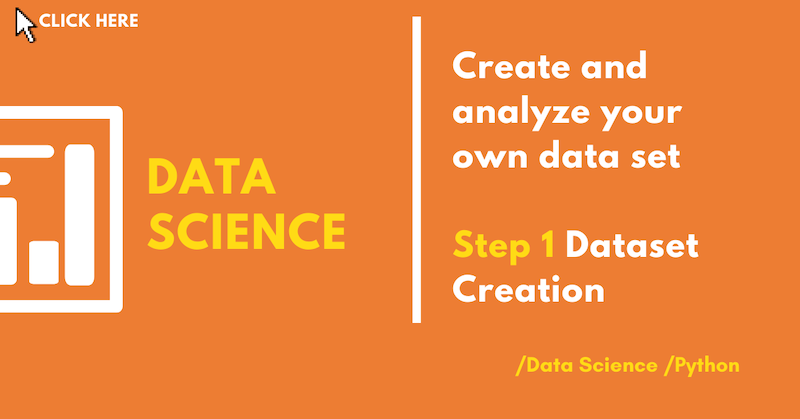 CLICK HERE
DATA
SCIENCE
Create and
analyze your
own data set
Step 1 Dataset
Creation
/Data Science /Python